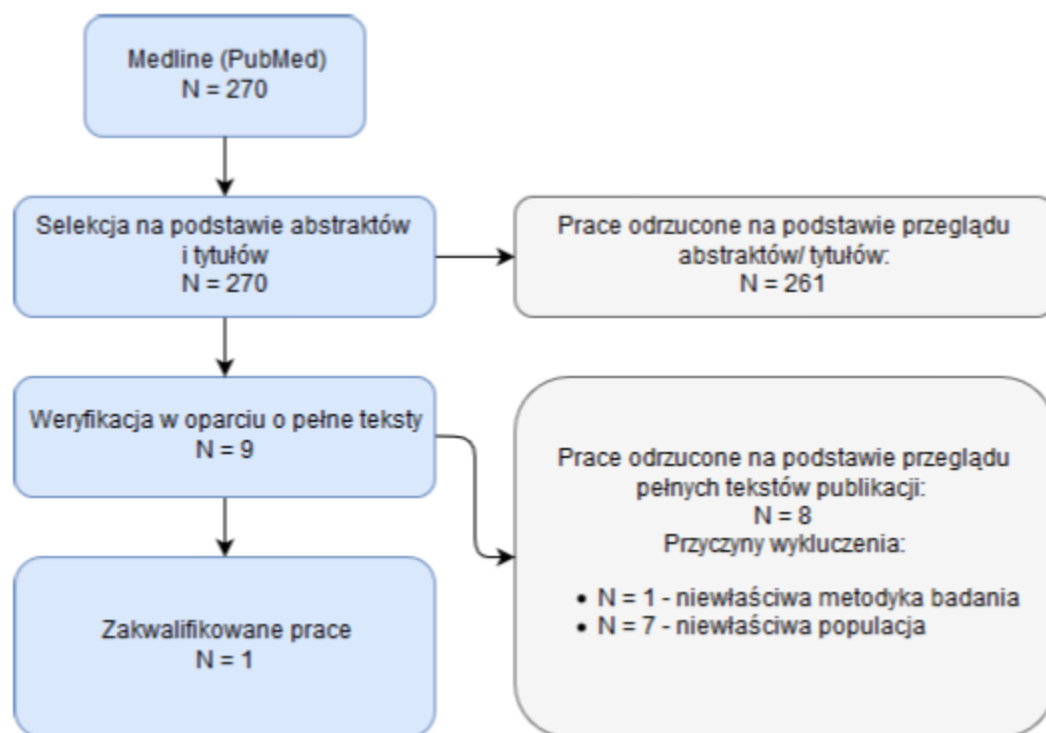 Medline (PubMed)
N = 270
Selekcja na podstawie abstraktów
i tytułów
N = 270
Prace odrzucone na podstawie przeglądu
abstraktów/ tytułów:
N = 261
Weryfikacja w oparciu o pełne teksty
N = 9
Prace odrzucone na podstawie przeglądu
pełnych tekstów publikacji:
N = 8
Przyczyny wykluczenia:
• N = 1 - niewłaściwa metodyka badania
• N = 7 - niewłaściwa populacja
Zakwalifikowane prace
N = 1